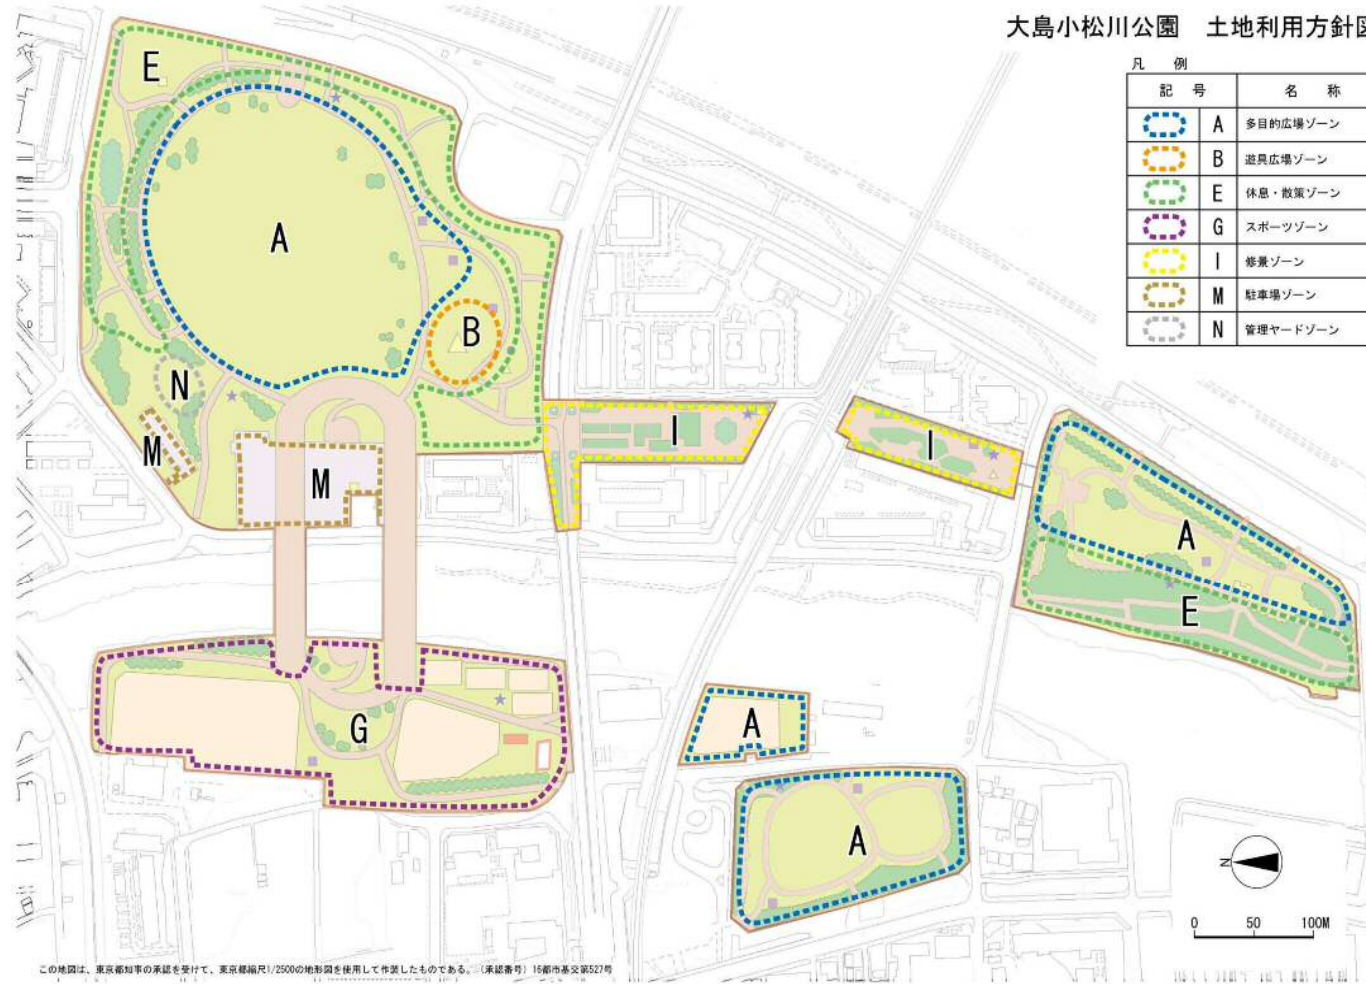 大島小松川公園　土地利用方針図
凡　例
記　号　名　称
A　多目的広場ゾーン
B　遊具広場ゾーン
E　休息・散策ゾーン
G　スポーツゾーン
I　修景ゾーン
M　駐車場ゾーン
N　管理ヤードゾーン
E
A
B
N
M
M
I
I
A
E
G
A
A
N
0　50　100M
この地図は、東京都知事の承認を受けて、東京都縮尺1/2500の地形図を使用して作製したものである。（承認番号）16都市基交第527号